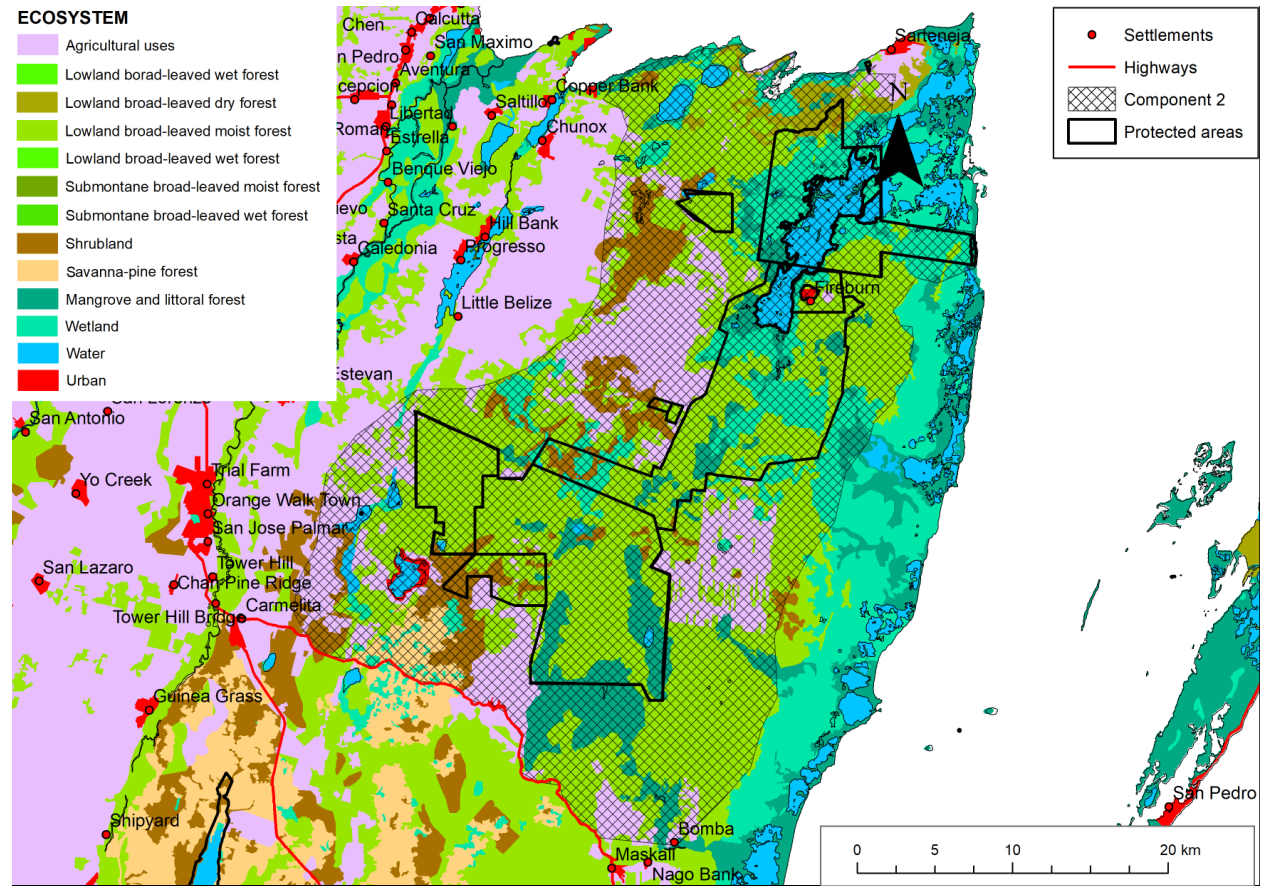 ECOSYSTEM
Agricultural uses
Lowland borad-leaved wet forest
Lowland broad-leaved dry forest
Lowland broad-leaved moist forest
Lowland broad-leaved wet forest
Submontane broad-leaved moist forest
Submontane broad-leaved wet forest
Shrubland
Savanna-pine forest
Mangrove and littoral forest
Wetland
Water
Urban
Settlements
Highways
Component 2
Protected areas
N
Chen
Calcutta
San Maximo
n Pedro
Aventura
cepcion
Copper Bank
Saltillo
Libertad
Chunox
Roman
Estrella
Benque Viejo
uevo
Santa Cruz
Hill Bank
sta
Caledonia
Progresso
Little Belize
Estevan
Sarteneja
Fireburn
San Antonio
Trial Farm
Yo Creek
Orange Walk Town
San Jose Palmar
San Lazaro
Tower Hill
Chan Pine Ridge
Carmelita
Tower Hill Bridge
Guinea Grass
Shipyard
Bomba
Maskall
Nago Bank
San Pedro
0 5 10 20 km